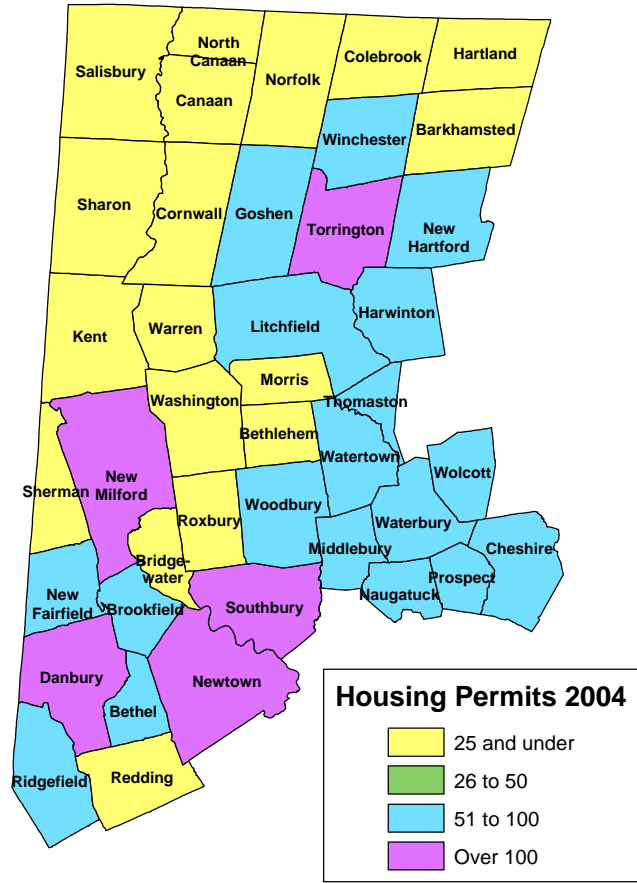 North
Canaan
Colebrook
Hartland
Salisbury
Norfolk
Canaan
Barkhamsted
Winchester
Sharon
Cornwall
Goshen
Torrington
New
Hartford
Harwinton
Litchfield
Warren
Kent
Morris
Washington
Thomaston
Bethlehem
Watertown
Wolcott
New
Milford
Sherman
Woodbury
Roxbury
Waterbury
Middlebury
Cheshire
Bridge-
water
Prospect
Naugatuck
New
Fairfield
Brookfield
Southbury
Danbury
Newtown
Bethel
Ridgefield
Redding
Housing Permits 2004
25 and under
26 to 50
51 to 100
Over 100